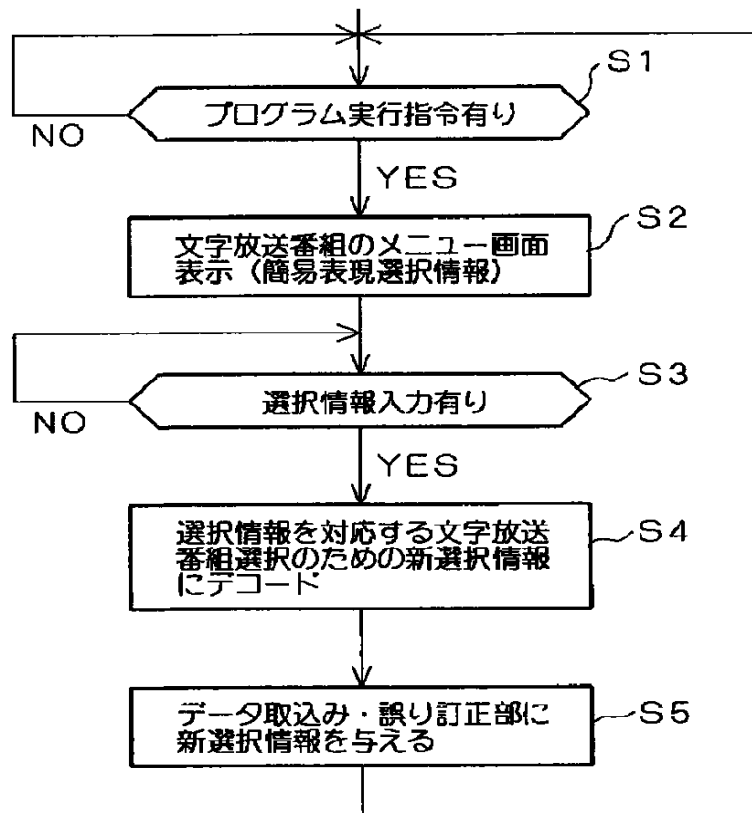 S1
プログラム実行指令有り
NO
YES
S2
文字放送番組のメニュー画面
表示（簡易表現選択情報）
S3
選択情報入力有り
NO
YES
S4
選択情報を対応する文字放送
番組選択のための新選択情報
にデコード
S5
データ取込み・誤り訂正部に
新選択情報を与える